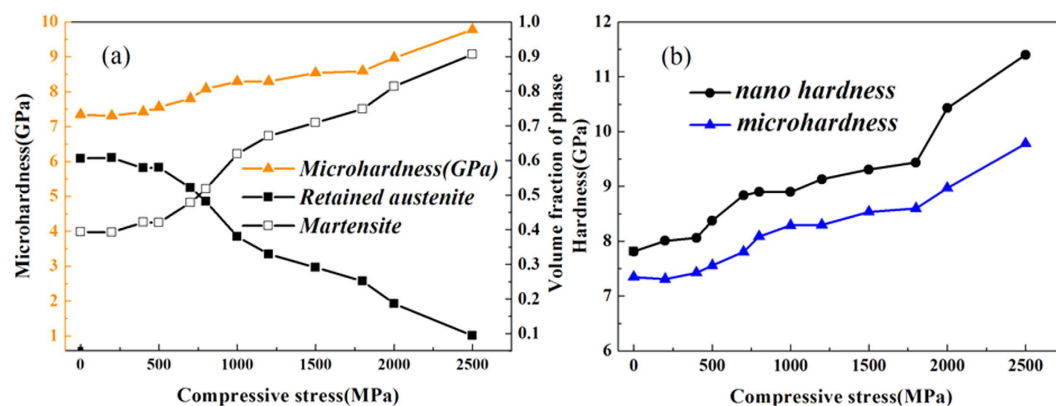 (a)
Microhardness(GPa)
10
9
8
7
6
5
4
3
2
1
1.0
0.9
0.8
0.7
0.6
0.5
0.4
0.3
0.2
0.1
Volume fraction of phase
Microhardness(GPa)
Retained austenite
Martensite
0 500 1000 1500 2000 2500
Compressive stress(MPa)
(b)
Hardness(GPa)
12
11
10
9
8
7
6
nano hardness
microhardness
0 500 1000 1500 2000 2500
Compressive stress(MPa)